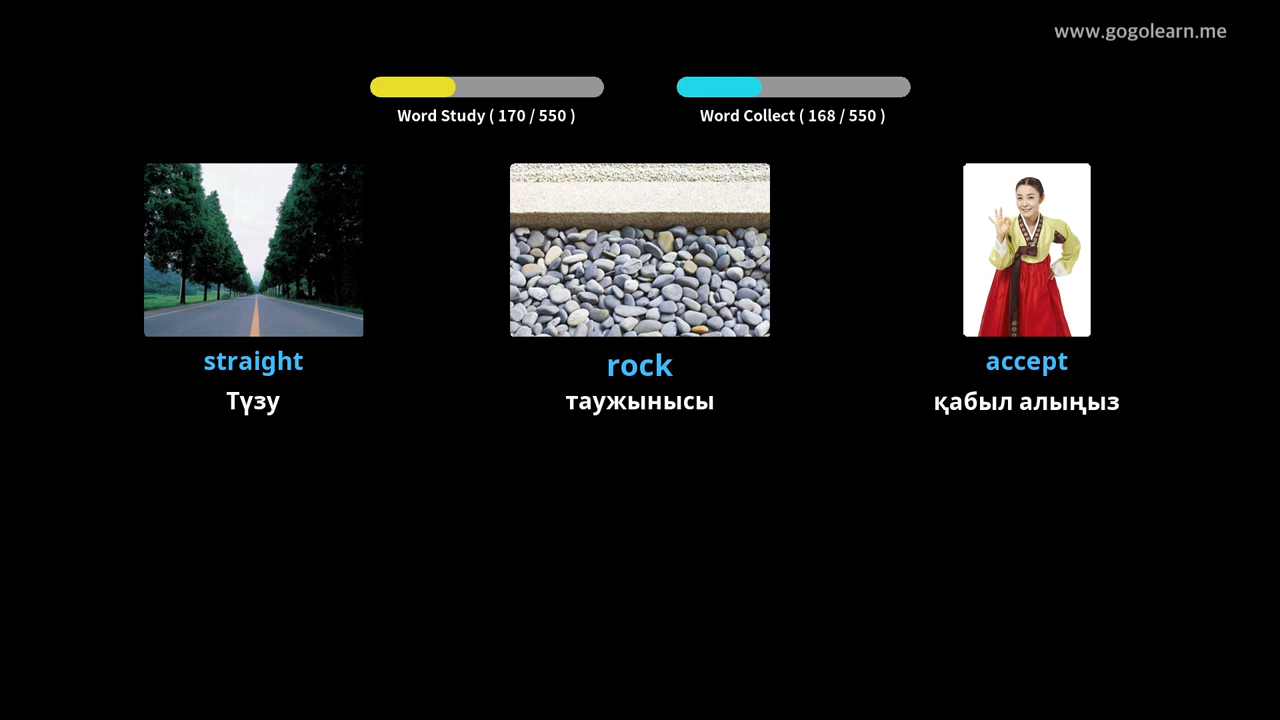 www.gogolearn.me
Word Study ( 170 / 550 )
Word Collect ( 168 / 550 )
straight
rock
accept
Түзу
таужынысы
қабыл алыңыз